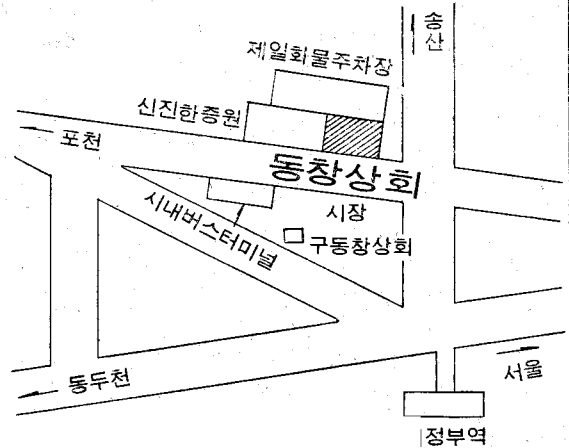 송산
제일화물주차장
신진한증원
포천
동창상회
시장
시내버스터미널
구동창상회
동두천
서울
정부역